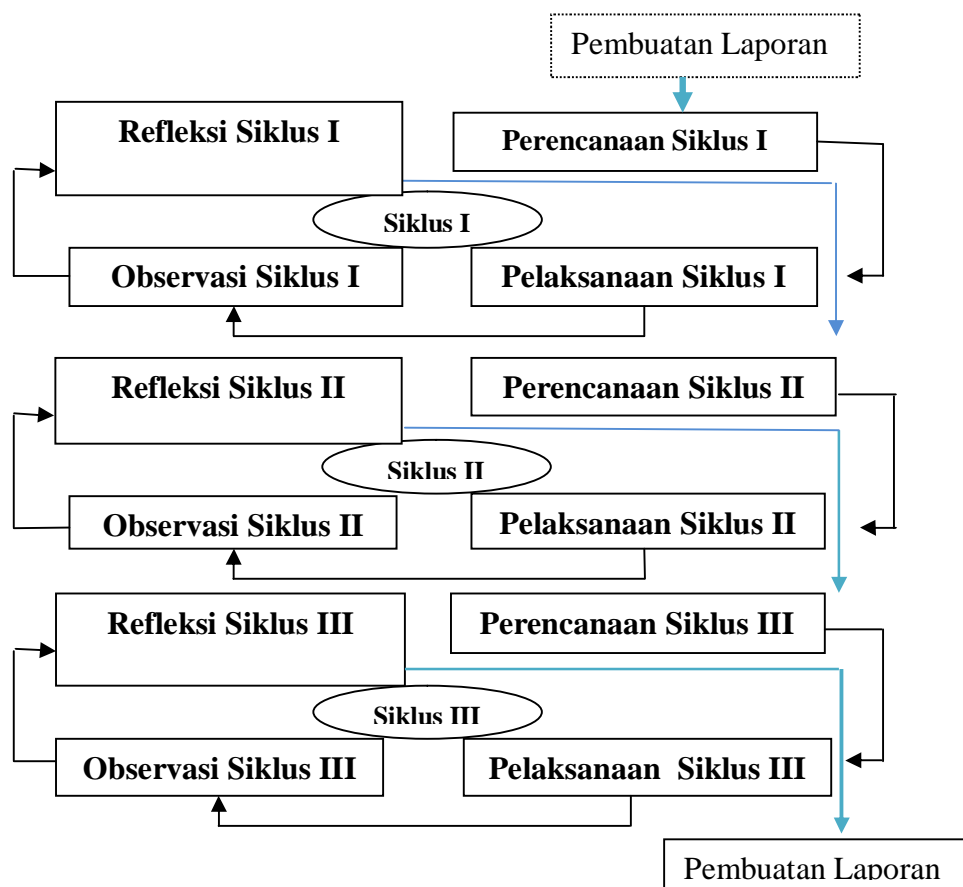 Pembuatan Laporan
Refleksi Siklus I
Perencanaan Siklus I
Siklus I
Observasi Siklus I
Pelaksanaan Siklus I
Refleksi Siklus II
Perencanaan Siklus II
Siklus II
Observasi Siklus II
Pelaksanaan Siklus II
Refleksi Siklus III
Perencanaan Siklus III
Siklus III
Observasi Siklus III
Pelaksanaan  Siklus III
Pembuatan Laporan